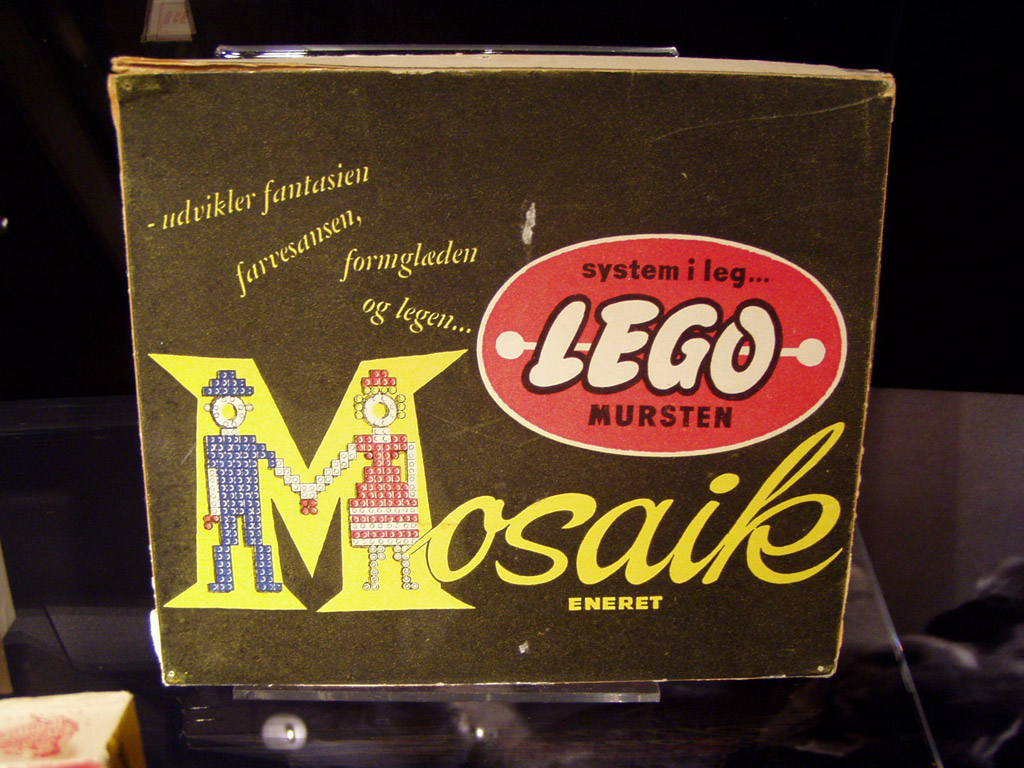 - udvikler fantasien
farvesansen,
formglæden
og legen...
system i leg...
LEGO
MURSTEN
Mosaik
ENERET